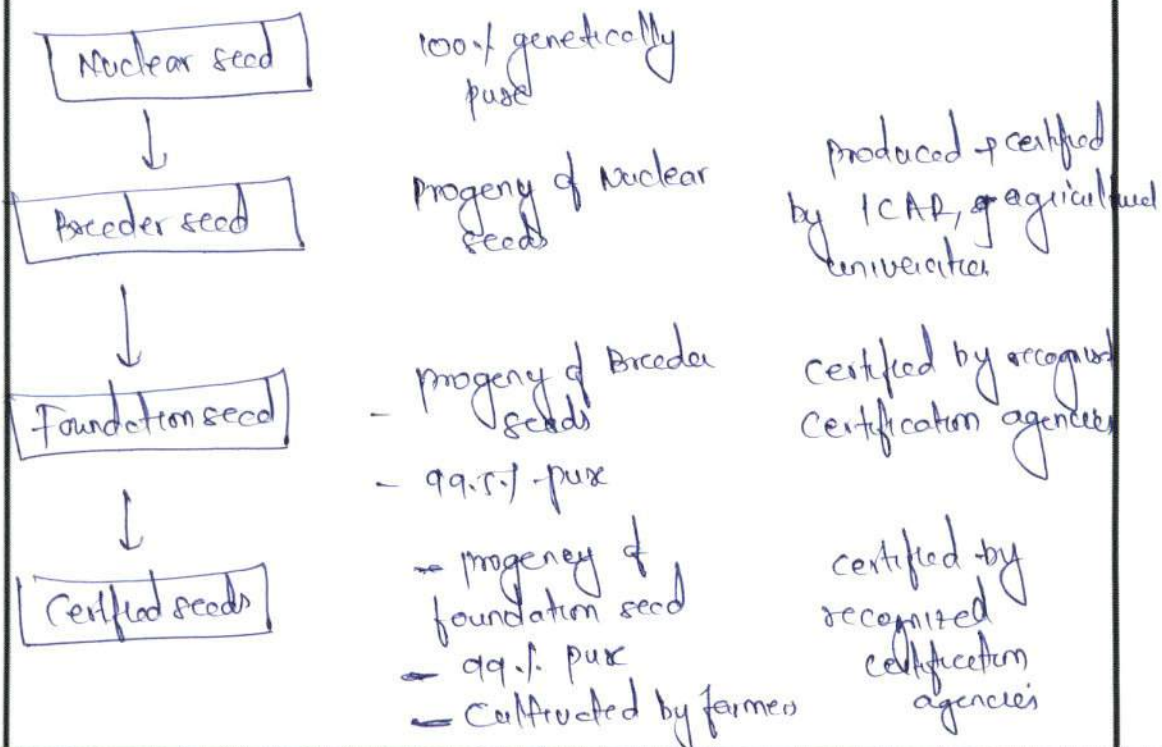 Nuclear seed
100% genetically
pure
Breeder seed
progeny of Nuclear
seeds
produced & certified
by ICAR, agricultural
universities
Foundation seed
- progeny of Breeder
seeds
- 99.5% pure
certified by recognised
certification agencies
Certified seeds
- progeney of
foundation seed
- 99% pure
- Cultivated by farmers
certified by
recognized
certification
agencies